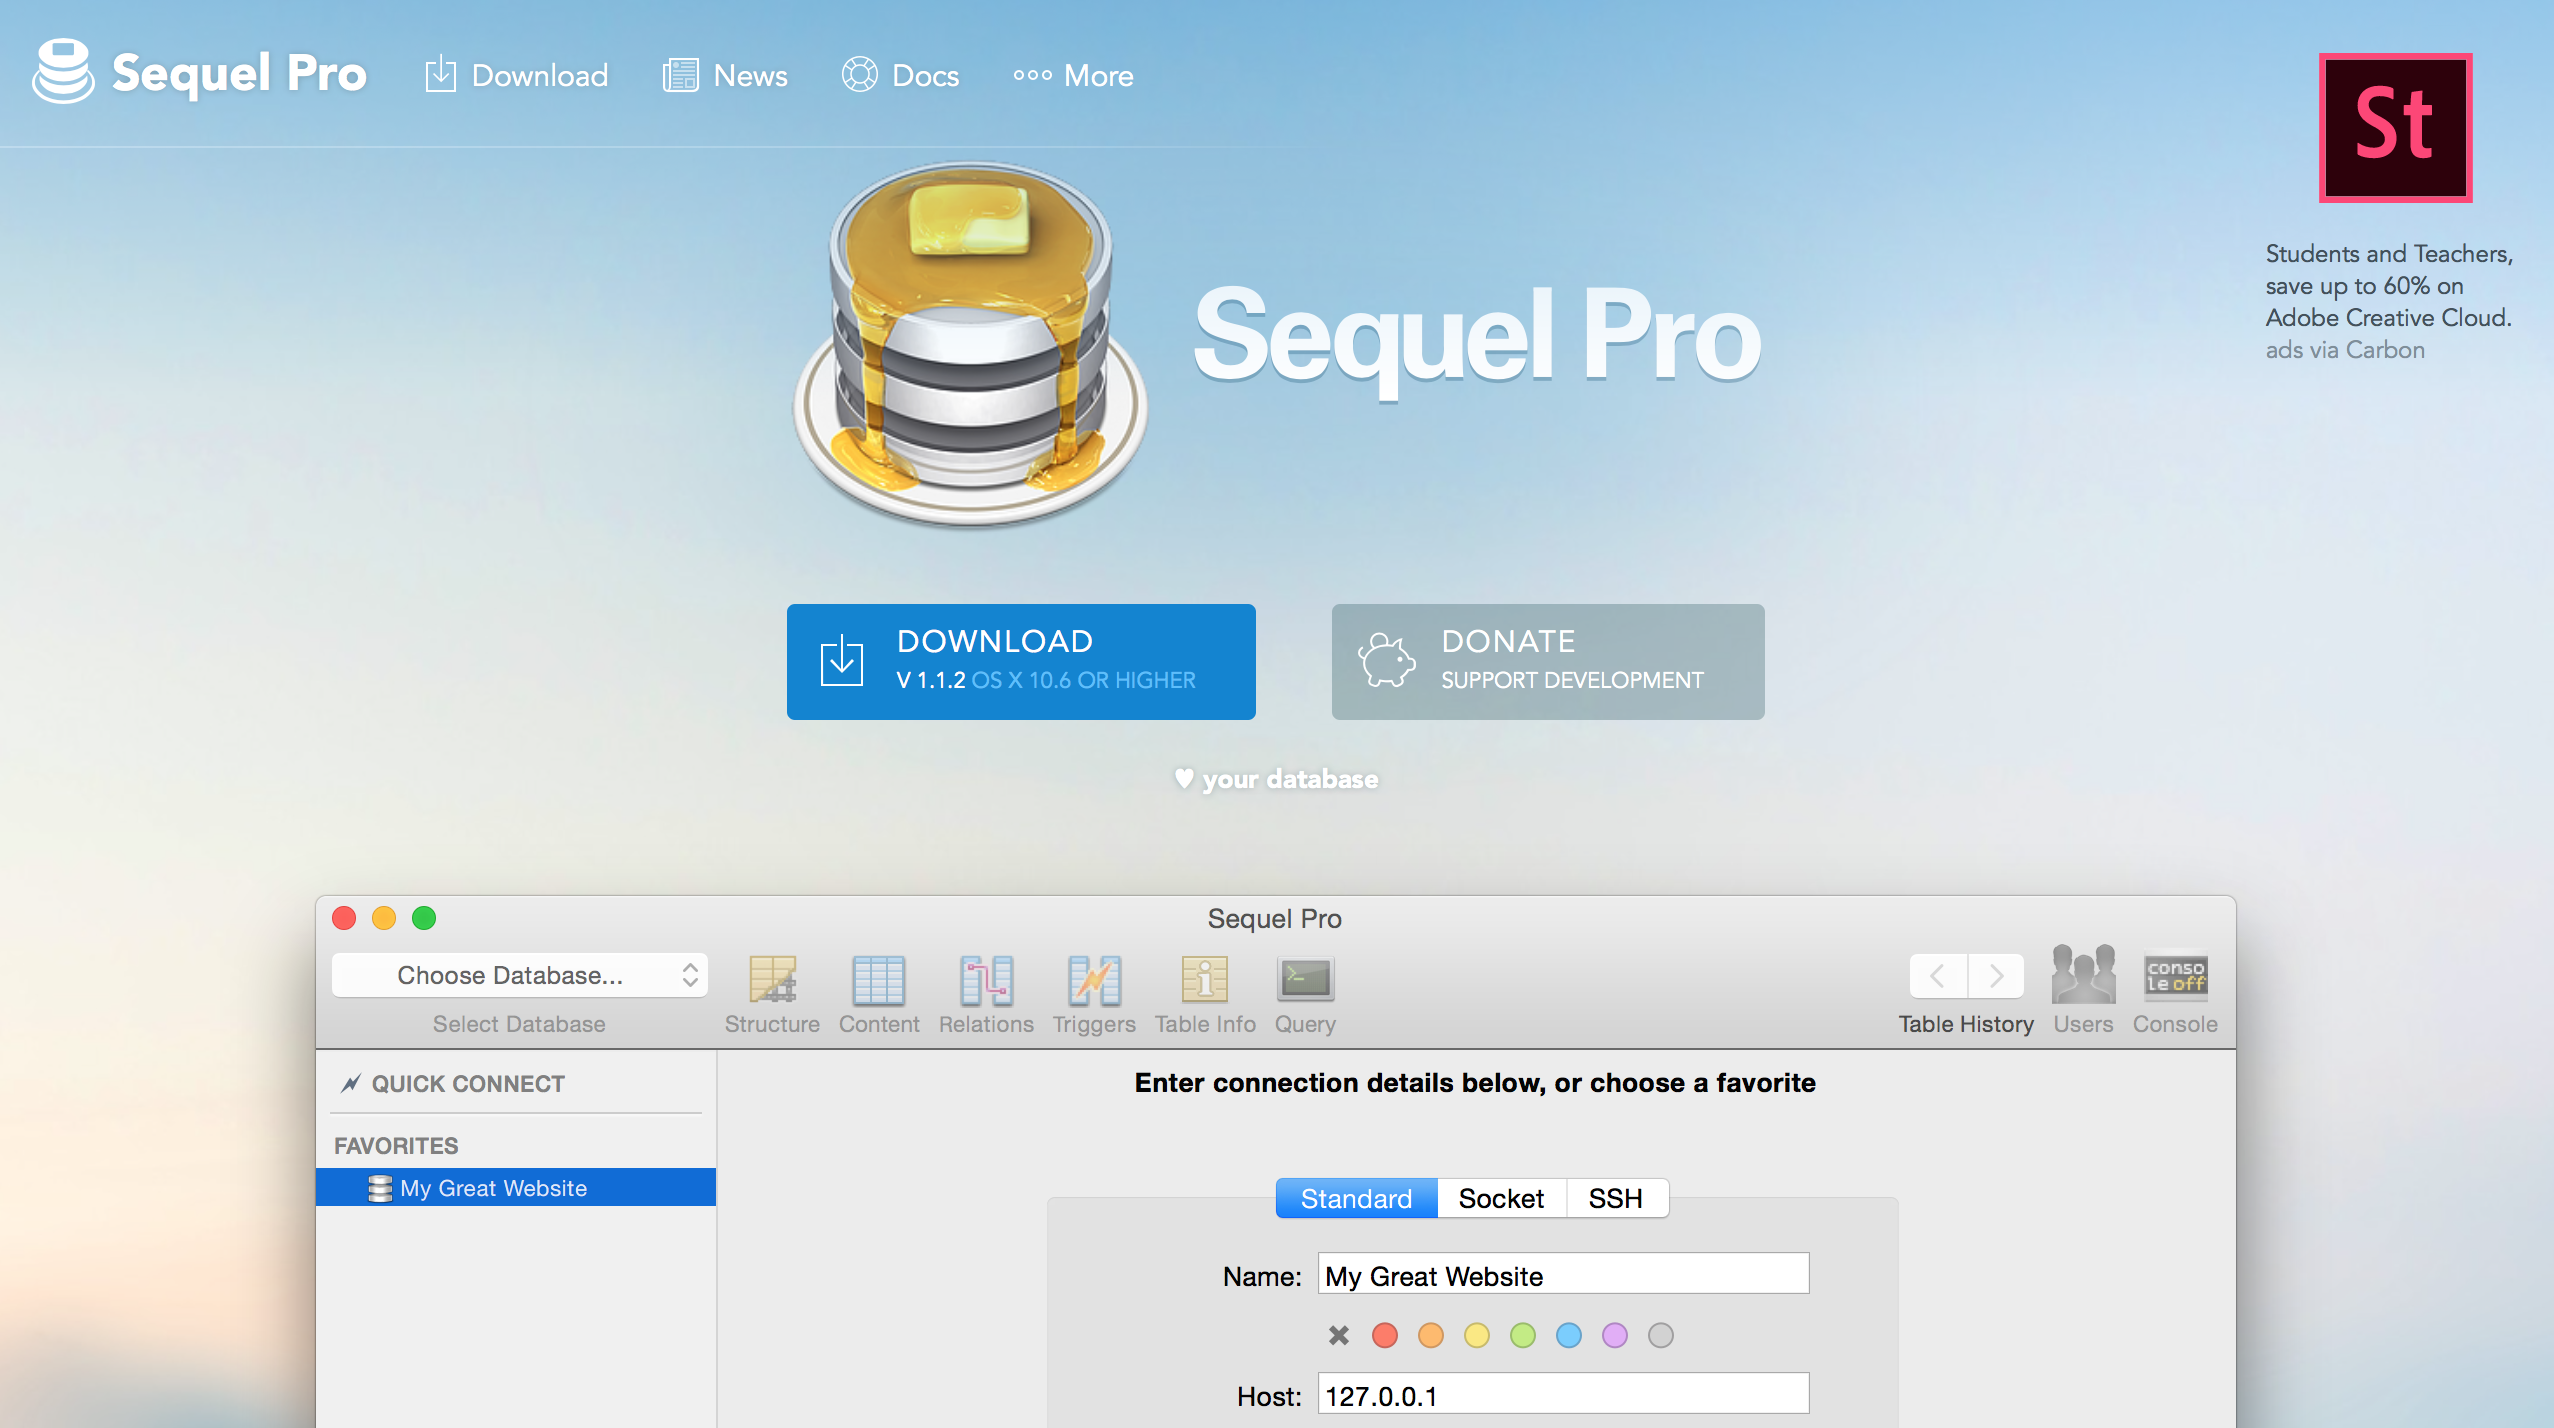 Sequel Pro
Download
News
Docs
More
St
Students and Teachers,
save up to 60% on
Adobe Creative Cloud.
ads via Carbon
Sequel Pro
DOWNLOAD
V 1.1.2 OS X 10.6 OR HIGHER
DONATE
SUPPORT DEVELOPMENT
♥ your database
Sequel Pro
Choose Database...
Select Database
Structure
Content
Relations
Triggers
Table Info
Query
Table History
Users
conso
le off
Console
QUICK CONNECT
FAVORITES
My Great Website
Enter connection details below, or choose a favorite
Standard
Socket
SSH
Name: My Great Website
Host: 127.0.0.1